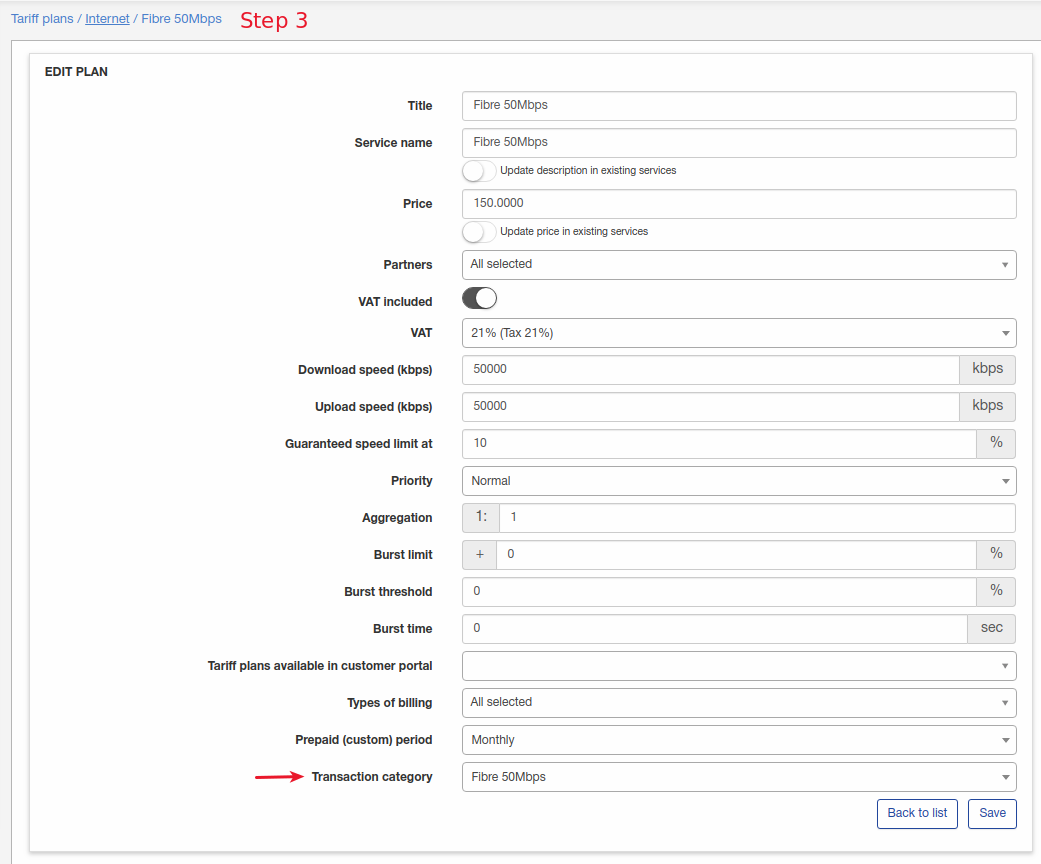 Tariff plans / Internet / Fibre 50Mbps Step 3
EDIT PLAN
Title Fibre 50Mbps
Service name Fibre 50Mbps
Update description in existing services
Price 150.0000
Update price in existing services
Partners All selected
VAT included
VAT 21% (Tax 21%)
Download speed (kbps) 50000 kbps
Upload speed (kbps) 50000 kbps
Guaranteed speed limit at 10 %
Priority Normal
Aggregation 1: 1
Burst limit + 0 %
Burst threshold 0 %
Burst time 0 sec
Tariff plans available in customer portal
Types of billing All selected
Prepaid (custom) period Monthly
Transaction category Fibre 50Mbps
Back to list Save